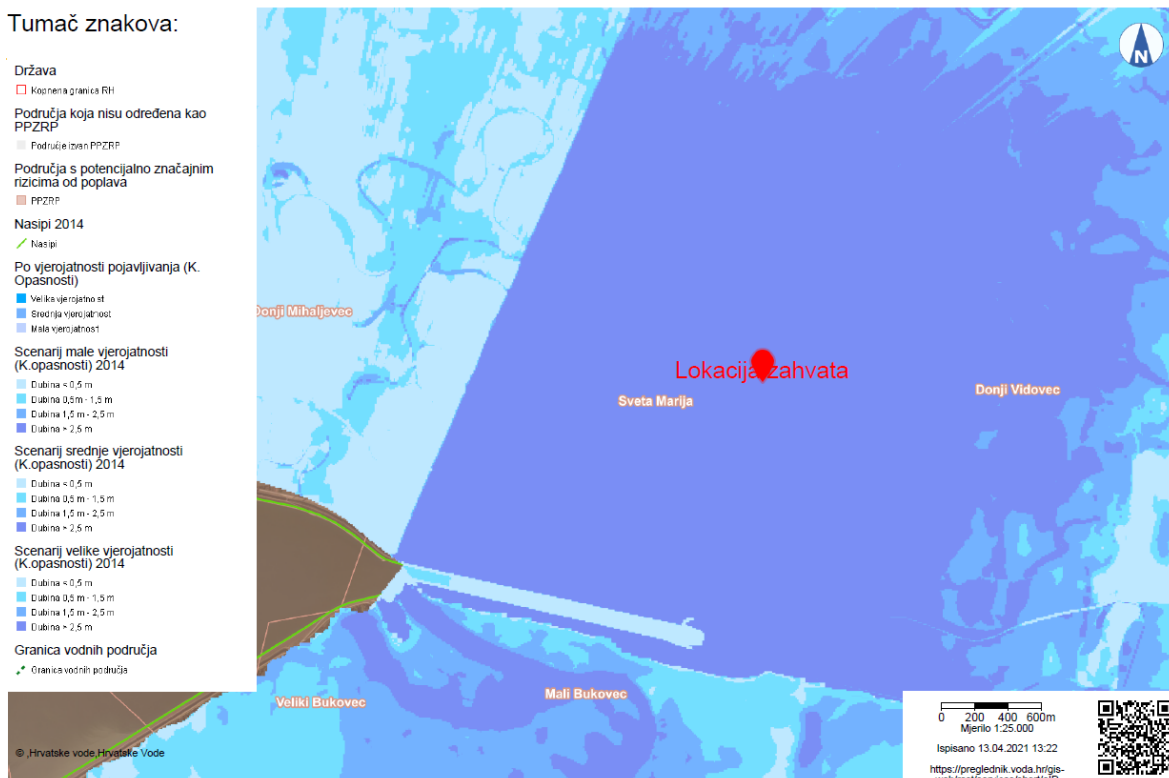 Tumač znakova:
Država
Kopnena granica RH
Područja koja nisu određena kao
PPZRP
Područje izvan PPZRP
Područja s potencijalno značajnim
rizicima od poplava
PPZRP
Nasipi 2014
Nasipi
Po vjerojatnosti pojavljivanja (K.
Opasnosti)
Velika vjerojatnost
Srednja vjerojatnost
Mala vjerojatnost
Scenarij male vjerojatnosti
(K.opasnosti) 2014
Dubina < 0,5 m
Dubina 0,5m - 1,5 m
Dubina 1,5 m - 2,5 m
Dubina > 2,5 m
Scenarij srednje vjerojatnosti
(K.opasnosti) 2014
Dubina < 0,5 m
Dubina 0,5 m - 1,5 m
Dubina 1,5 m - 2,5 m
Dubina > 2,5 m
Scenarij velike vjerojatnosti
(K.opasnosti) 2014
Dubina < 0,5 m
Dubina 0,5 m - 1,5 m
Dubina 1,5 m - 2,5 m
Dubina > 2,5 m
Granica vodnih područja
Granica vodnih područja
N
Donji Mihaljevec
Lokacija zahvata
Sveta Marija
Donji Vidovec
Mali Bukovec
Veliki Bukovec
© ,Hrvatske vode,Hrvatske Vode
0 200 400 600m
Mjerilo 1:25.000
Ispisano 13.04.2021 13:22
https://preglednik.voda.hr/gis-